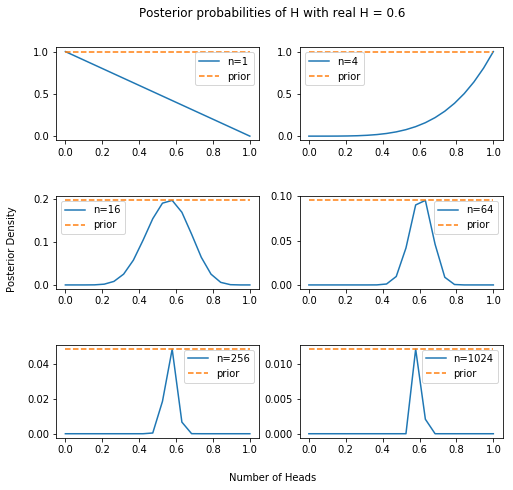 Posterior probabilities of H with real H = 0.6
1.0
0.5
0.0
n=1
prior
0.0 0.2 0.4 0.6 0.8 1.0
1.0
0.5
0.0
n=4
prior
0.0 0.2 0.4 0.6 0.8 1.0
Posterior Density
0.2
0.1
0.0
n=16
prior
0.0 0.2 0.4 0.6 0.8 1.0
0.10
0.05
0.00
n=64
prior
0.0 0.2 0.4 0.6 0.8 1.0
0.04
0.02
0.00
n=256
prior
0.0 0.2 0.4 0.6 0.8 1.0
0.010
0.005
0.000
n=1024
prior
0.0 0.2 0.4 0.6 0.8 1.0
Number of Heads